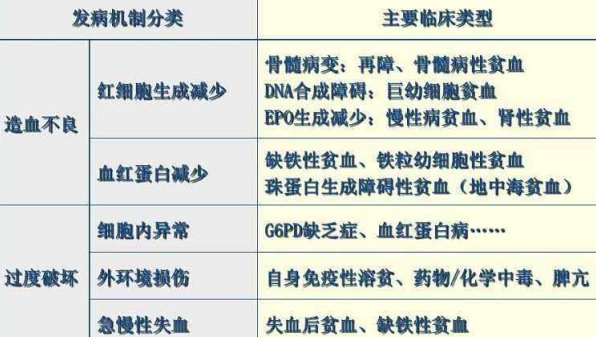 发病机制分类
主要临床类型
造血不良
红细胞生成减少
骨髓病变：再障、骨髓病性贫血
DNA合成障碍：巨幼细胞贫血
EPO生成减少：慢性病贫血、肾性贫血
血红蛋白减少
缺铁性贫血、铁粒幼细胞性贫血
珠蛋白生成障碍性贫血（地中海贫血）
过度破坏
细胞内异常
G6PD缺乏症、血红蛋白病……
外环境损伤
自身免疫性溶贫、药物/化学中毒、脾亢
急慢性失血
失血后贫血、缺铁性贫血